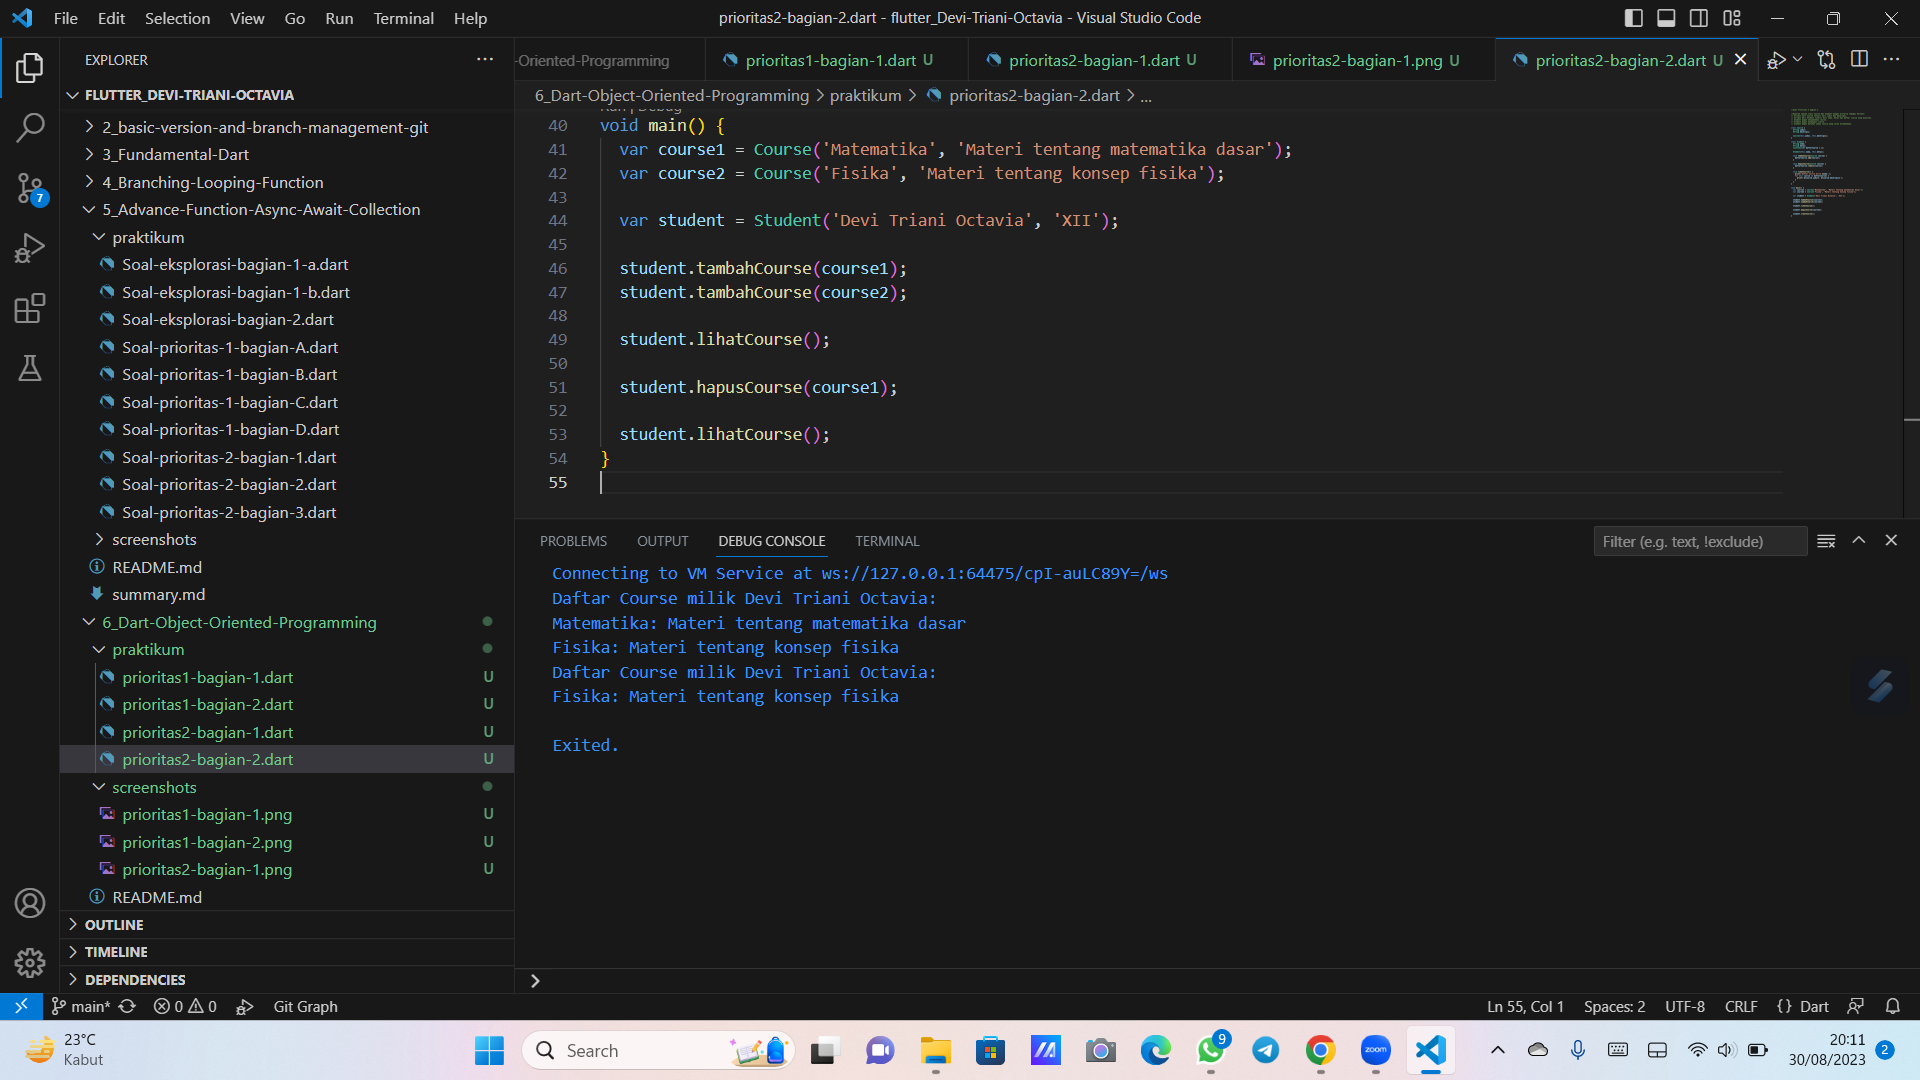 File Edit Selection View Go Run Terminal Help
prioritas2-bagian-2.dart - flutter_Devi-Triani-Octavia - Visual Studio Code
EXPLORER
-Oriented-Programming
prioritas1-bagian-1.dart U
prioritas2-bagian-1.dart U
prioritas2-bagian-1.png U
prioritas2-bagian-2.dart U
FLUTTER_DEVI-TRIANI-OCTAVIA
2_basic-version-and-branch-management-git
3_Fundamental-Dart
4_Branching-Looping-Function
5_Advance-Function-Async-Await-Collection
praktikum
Soal-eksplorasi-bagian-1-a.dart
Soal-eksplorasi-bagian-1-b.dart
Soal-eksplorasi-bagian-2.dart
Soal-prioritas-1-bagian-A.dart
Soal-prioritas-1-bagian-B.dart
Soal-prioritas-1-bagian-C.dart
Soal-prioritas-1-bagian-D.dart
Soal-prioritas-2-bagian-1.dart
Soal-prioritas-2-bagian-2.dart
Soal-prioritas-2-bagian-3.dart
screenshots
README.md
summary.md
6_Dart-Object-Oriented-Programming
praktikum
prioritas1-bagian-1.dart U
prioritas1-bagian-2.dart U
prioritas2-bagian-1.dart U
prioritas2-bagian-2.dart U
screenshots
prioritas1-bagian-1.png U
prioritas1-bagian-2.png U
prioritas2-bagian-1.png U
README.md
OUTLINE
TIMELINE
DEPENDENCIES
7
6_Dart-Object-Oriented-Programming > praktikum > prioritas2-bagian-2.dart > ...
Run | Debug
40 void main() {
41 var course1 = Course('Matematika', 'Materi tentang matematika dasar');
42 var course2 = Course('Fisika', 'Materi tentang konsep fisika');
43
44 var student = Student('Devi Triani Octavia', 'XII');
45
46 student.tambahCourse(course1);
47 student.tambahCourse(course2);
48
49 student.lihatCourse();
50
51 student.hapusCourse(course1);
52
53 student.lihatCourse();
54 }
55
PROBLEMS OUTPUT DEBUG CONSOLE TERMINAL
Filter (e.g. text, !exclude)
Connecting to VM Service at ws://127.0.0.1:64475/cpI-auLC89Y=/ws
Daftar Course milik Devi Triani Octavia:
Matematika: Materi tentang matematika dasar
Fisika: Materi tentang konsep fisika
Daftar Course milik Devi Triani Octavia:
Fisika: Materi tentang konsep fisika
Exited.
main* 0 0 Git Graph
Ln 55, Col 1 Spaces: 2 UTF-8 CRLF {} Dart
23°C
Kabut
Search
9
zoom
20:11
30/08/2023
2